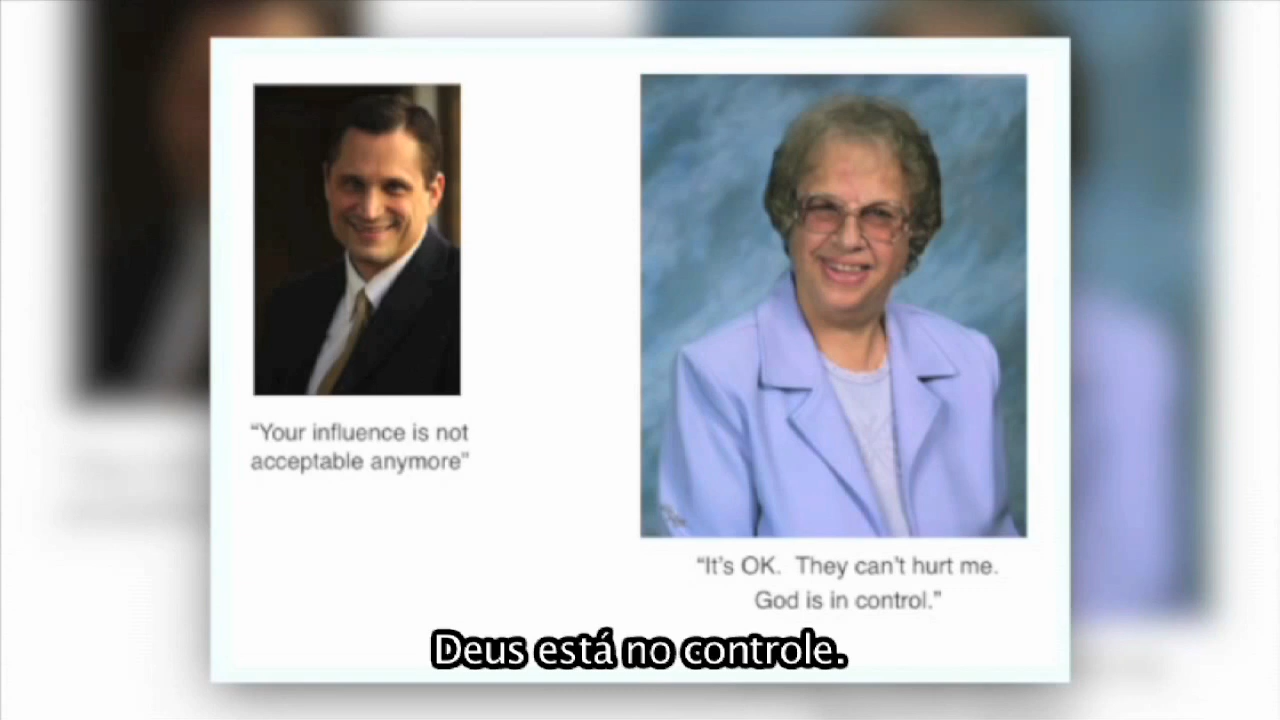 “Your influence is not
acceptable anymore”
“It’s OK.  They can’t hurt me.
God is in control.”
Deus está no controle.